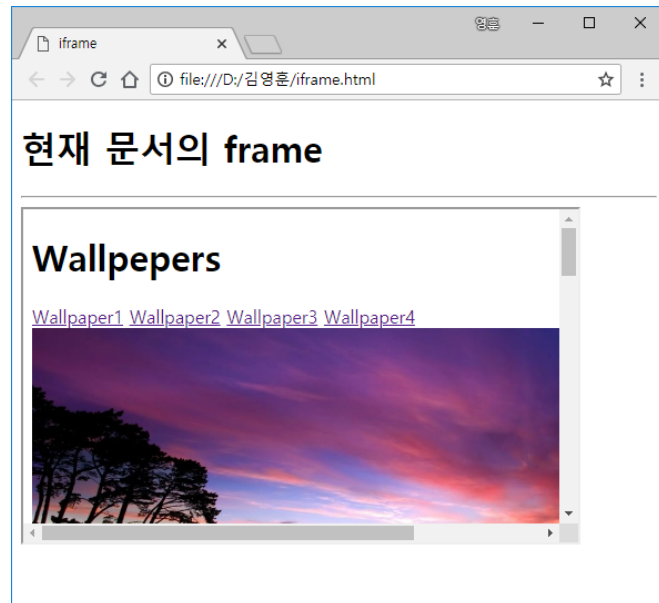 영훈
iframe
file:///D:/김영훈/iframe.html
현재 문서의 frame
Wallpepers
Wallpaper1 Wallpaper2 Wallpaper3 Wallpaper4